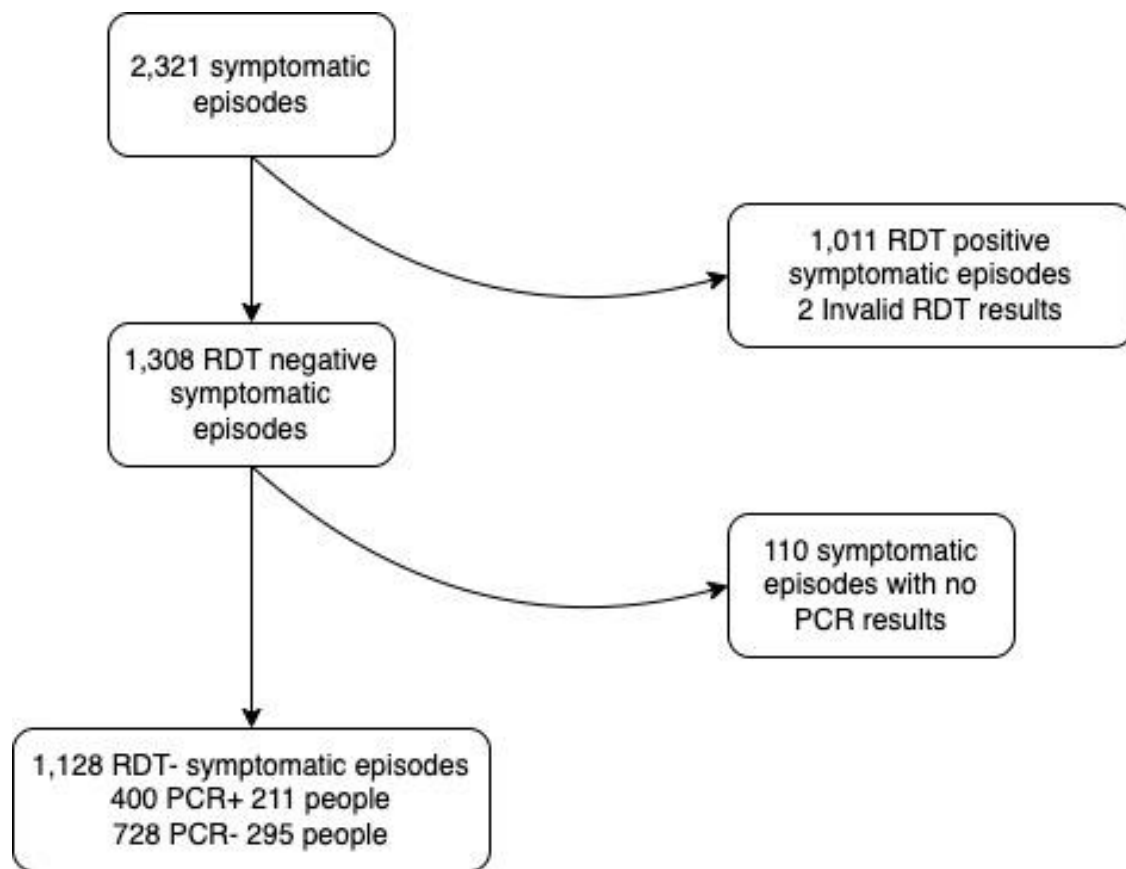 2,321 symptomatic
episodes
1,011 RDT positive
symptomatic episodes
2 Invalid RDT results
1,308 RDT negative
symptomatic
episodes
110 symptomatic
episodes with no
PCR results
1,128 RDT- symptomatic episodes
400 PCR+ 211 people
728 PCR- 295 people